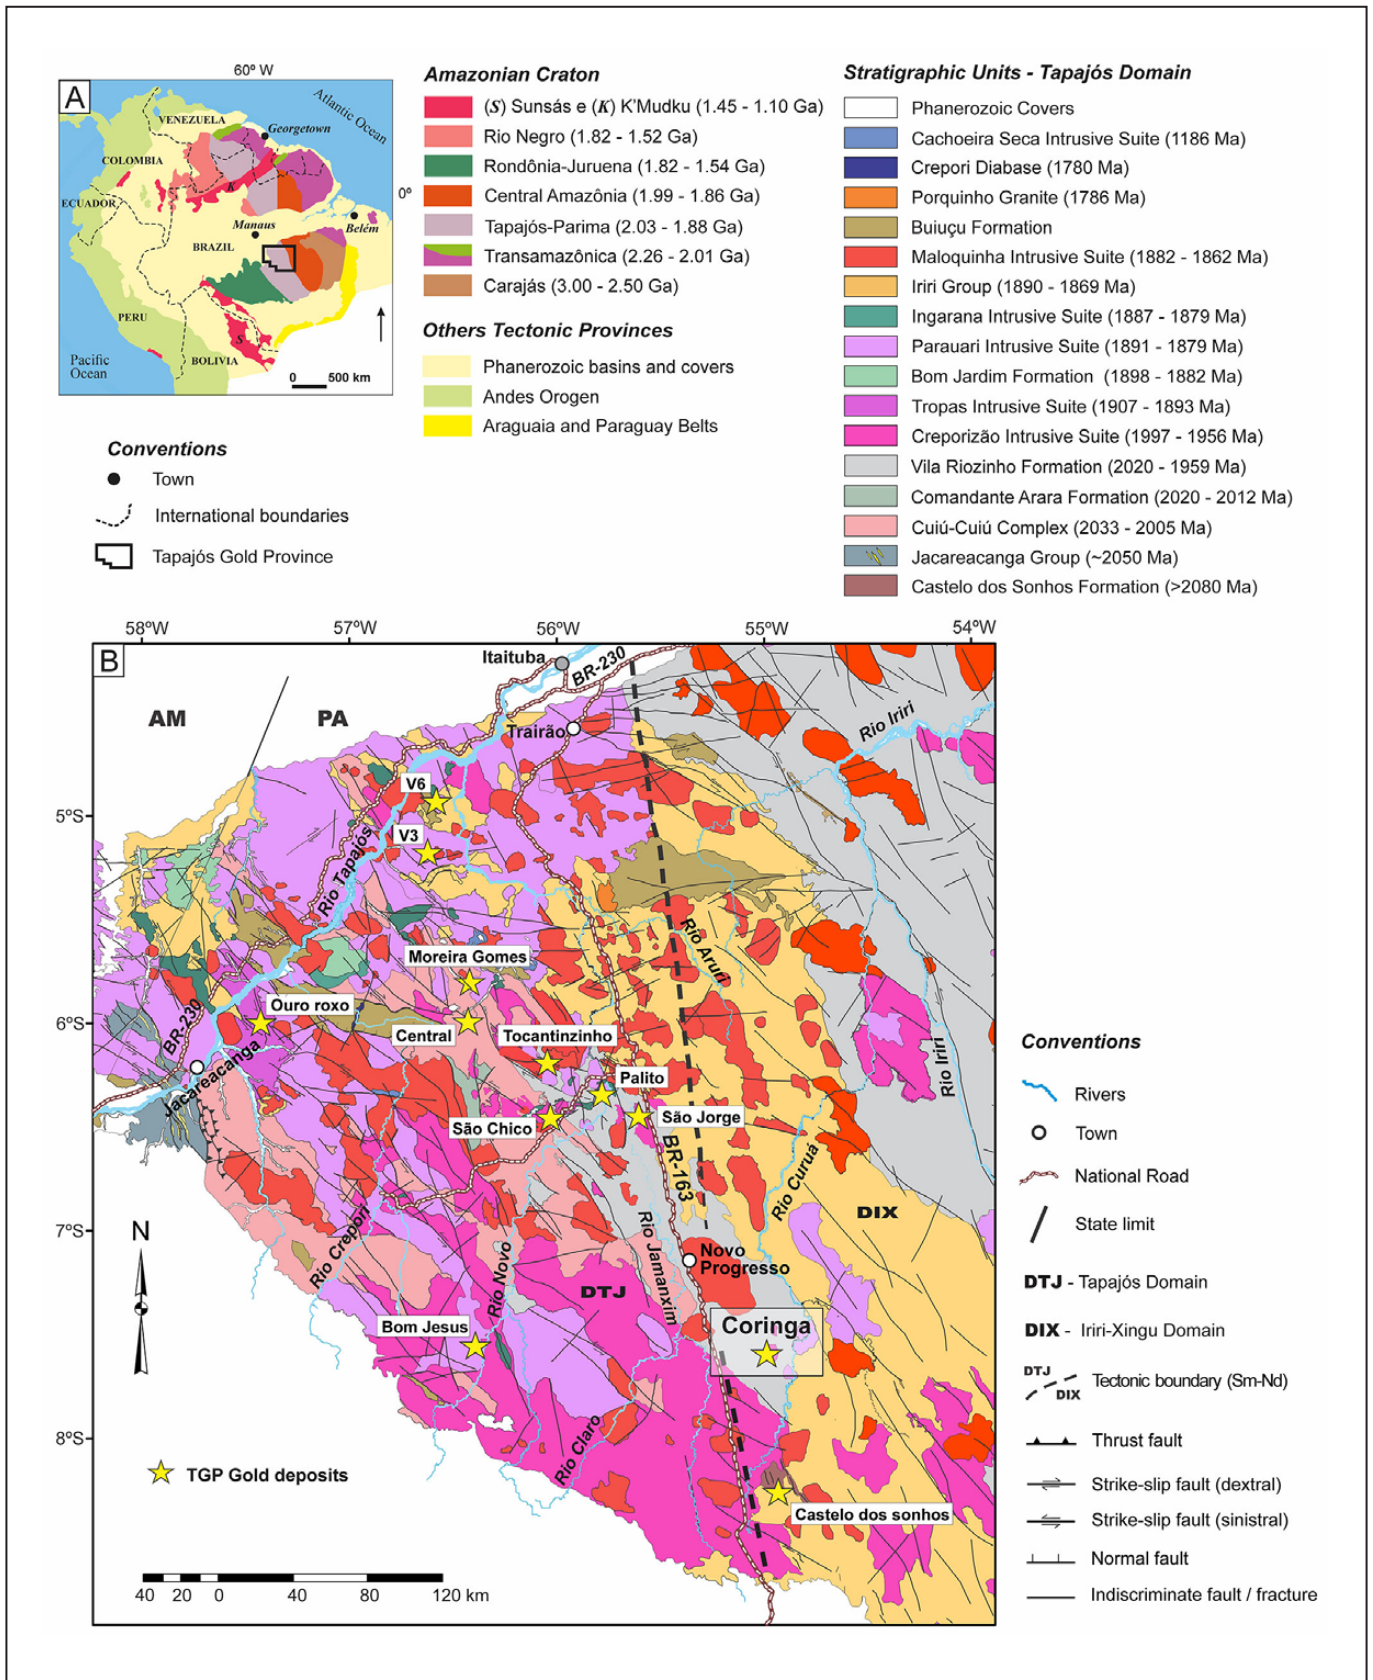 60º W
A
Atlantic Ocean
VENEZUELA
Georgetown
COLOMBIA
K
0º
ECUADOR
Manaus
Belém
BRAZIL
PERU
S
Pacific
Ocean
BOLIVIA
0 500 km
Conventions
Town
International boundaries
Tapajós Gold Province
Amazonian Craton
(S) Sunsás e (K) K'Mudku (1.45 - 1.10 Ga)
Rio Negro (1.82 - 1.52 Ga)
Rondônia-Juruena (1.82 - 1.54 Ga)
Central Amazônia (1.99 - 1.86 Ga)
Tapajós-Parima (2.03 - 1.88 Ga)
Transamazônica (2.26 - 2.01 Ga)
Carajás (3.00 - 2.50 Ga)
Others Tectonic Provinces
Phanerozoic basins and covers
Andes Orogen
Araguaia and Paraguay Belts
Stratigraphic Units - Tapajós Domain
Phanerozoic Covers
Cachoeira Seca Intrusive Suite (1186 Ma)
Crepori Diabase (1780 Ma)
Porquinho Granite (1786 Ma)
Buiuçu Formation
Maloquinha Intrusive Suite (1882 - 1862 Ma)
Iriri Group (1890 - 1869 Ma)
Ingarana Intrusive Suite (1887 - 1879 Ma)
Parauari Intrusive Suite (1891 - 1879 Ma)
Bom Jardim Formation (1898 - 1882 Ma)
Tropas Intrusive Suite (1907 - 1893 Ma)
Creporizão Intrusive Suite (1997 - 1956 Ma)
Vila Riozinho Formation (2020 - 1959 Ma)
Comandante Arara Formation (2020 - 2012 Ma)
Cuiú-Cuiú Complex (2033 - 2005 Ma)
Jacareacanga Group (~2050 Ma)
Castelo dos Sonhos Formation (>2080 Ma)
58ºW 57ºW 56ºW 55ºW 54ºW
B
Itaituba
BR-230
AM PA
Trairão
Rio Iriri
V6
5ºS
V3
Rio Tapajós
Rio Aruri
Moreira Gomes
Ouro roxo
6ºS
BR-230
Central
Tocantinzinho
Jacareacanga
Palito
Rio Iriri
São Chico
São Jorge
BR-163
Rio Curuá
DIX
7ºS
N
Rio Crepori
Rio Novo
Rio Jamanxim
Novo
Progresso
DTJ
Bom Jesus
Coringa
8ºS
Rio Claro
TGP Gold deposits
Castelo dos sonhos
40 20 0 40 80 120 km
Conventions
Rivers
Town
National Road
State limit
DTJ - Tapajós Domain
DIX - Iriri-Xingu Domain
DTJ
DIX
Tectonic boundary (Sm-Nd)
Thrust fault
Strike-slip fault (dextral)
Strike-slip fault (sinistral)
Normal fault
Indiscriminate fault / fracture